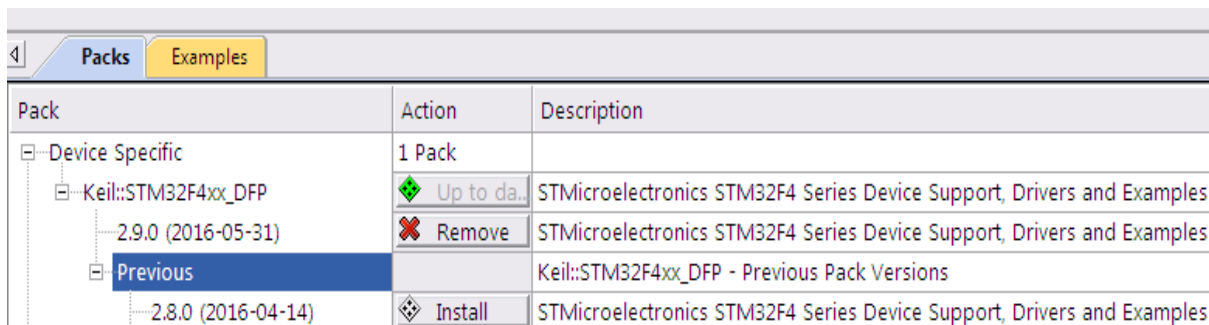 Packs Examples
Pack Action Description
Device Specific 1 Pack
Keil::STM32F4xx_DFP Up to da.. STMicroelectronics STM32F4 Series Device Support, Drivers and Examples
2.9.0 (2016-05-31) Remove STMicroelectronics STM32F4 Series Device Support, Drivers and Examples
Previous Keil::STM32F4xx_DFP - Previous Pack Versions
2.8.0 (2016-04-14) Install STMicroelectronics STM32F4 Series Device Support, Drivers and Examples